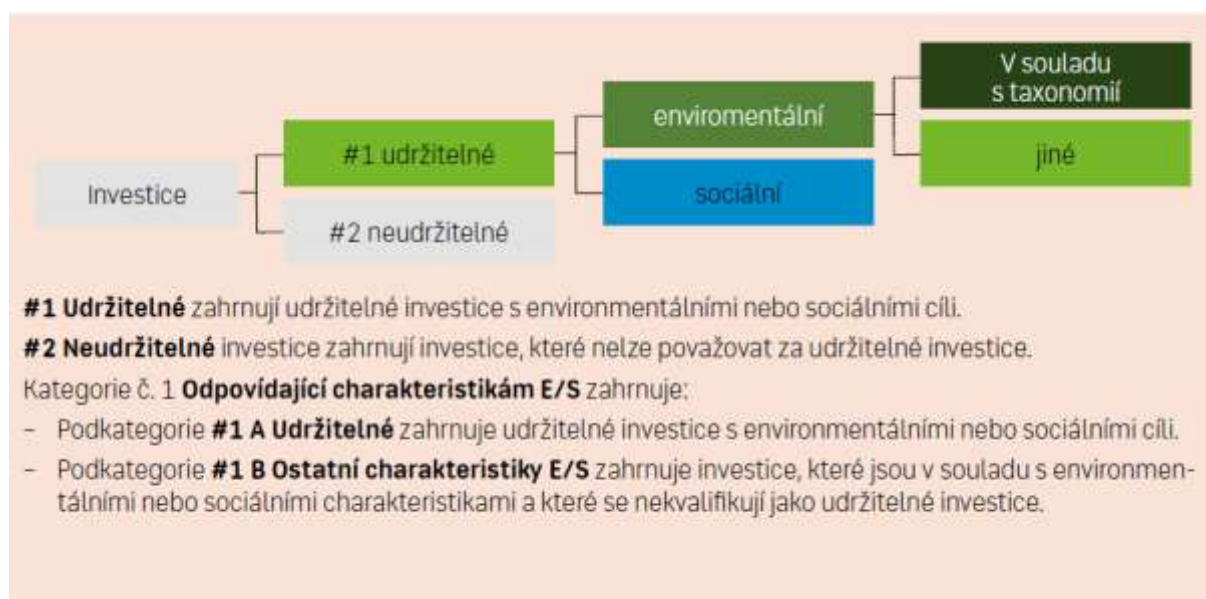 V souladu
s taxonomií
enviromentální
#1 udržitelné
jiné
Investice
sociální
#2 neudržitelné
#1 Udržitelné zahrnují udržitelné investice s environmentálními nebo sociálními cíli.
#2 Neudržitelné investice zahrnují investice, které nelze považovat za udržitelné investice.
Kategorie č. 1 Odpovídající charakteristikám E/S zahrnuje:
– Podkategorie #1 A Udržitelné zahrnuje udržitelné investice s environmentálními nebo sociálními cíli.
– Podkategorie #1 B Ostatní charakteristiky E/S zahrnuje investice, které jsou v souladu s environmen-
tálními nebo sociálními charakteristikami a které se nekvalifikují jako udržitelné investice.